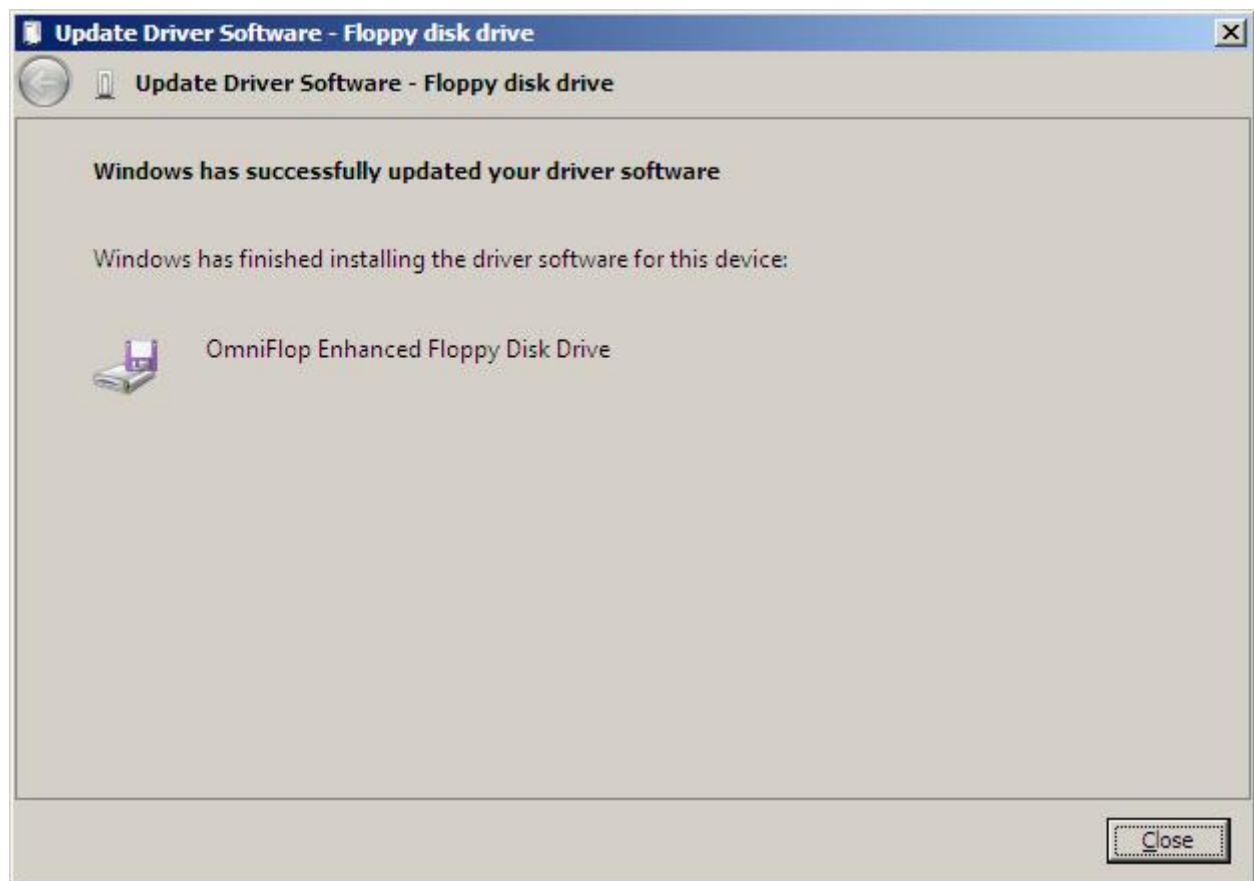 Update Driver Software - Floppy disk drive
Update Driver Software - Floppy disk drive
Windows has successfully updated your driver software
Windows has finished installing the driver software for this device:
OmniFlop Enhanced Floppy Disk Drive
Close